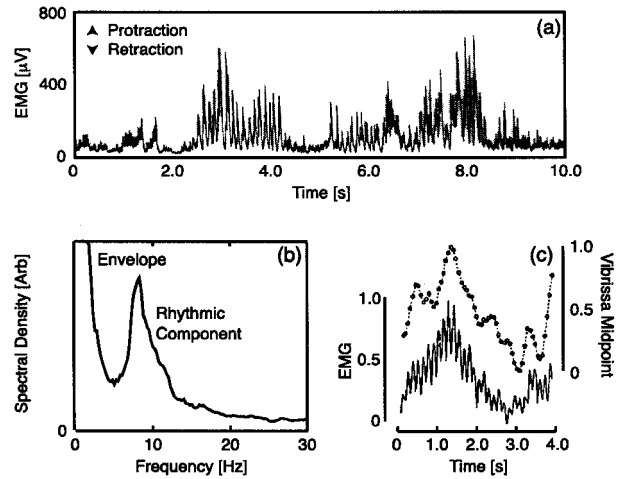 (a)
▲ Protraction
▼ Retraction
EMG [μV]
800
400
0
0 2.0 4.0 6.0 8.0 10.0
Time [s]
(b)
Envelope
Rhythmic
Component
Spectral Density [Arb]
0
0 10 20 30
Frequency [Hz]
(c)
1.0
0.5
0
Vibrissa Midpoint
1.0
0.5
0
EMG
0 1.0 2.0 3.0 4.0
Time [s]